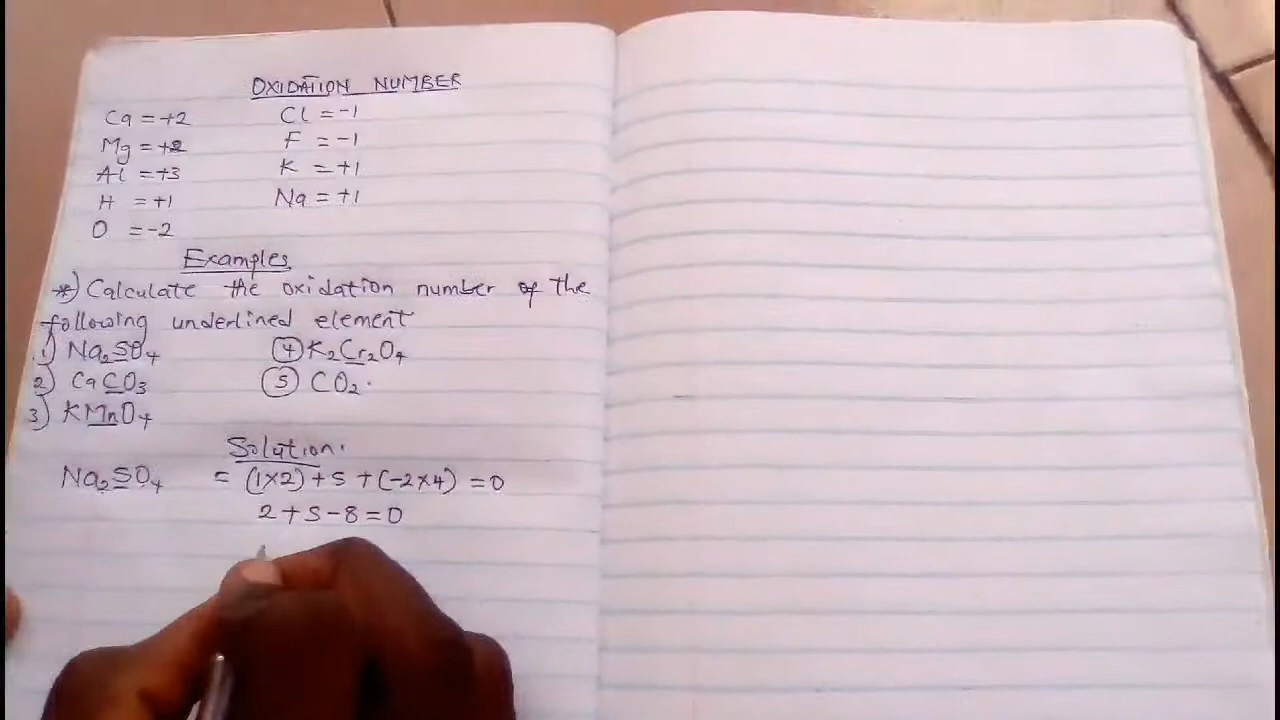 OXIDATION NUMBER
Ca = +2
Cl = -1
Mg = +2
F = -1
Al = +3
K = +1
H = +1
Na = +1
O = -2
Examples
*) Calculate the oxidation number of the
following underlined element
1) Na₂SO₄
④ K₂Cr₂O₄
2) CaCO₃
⑤ CO₂.
3) KMnO₄
Solution.
Na₂SO₄ = (1×2) + S + (-2×4) = 0
2 + S - 8 = 0